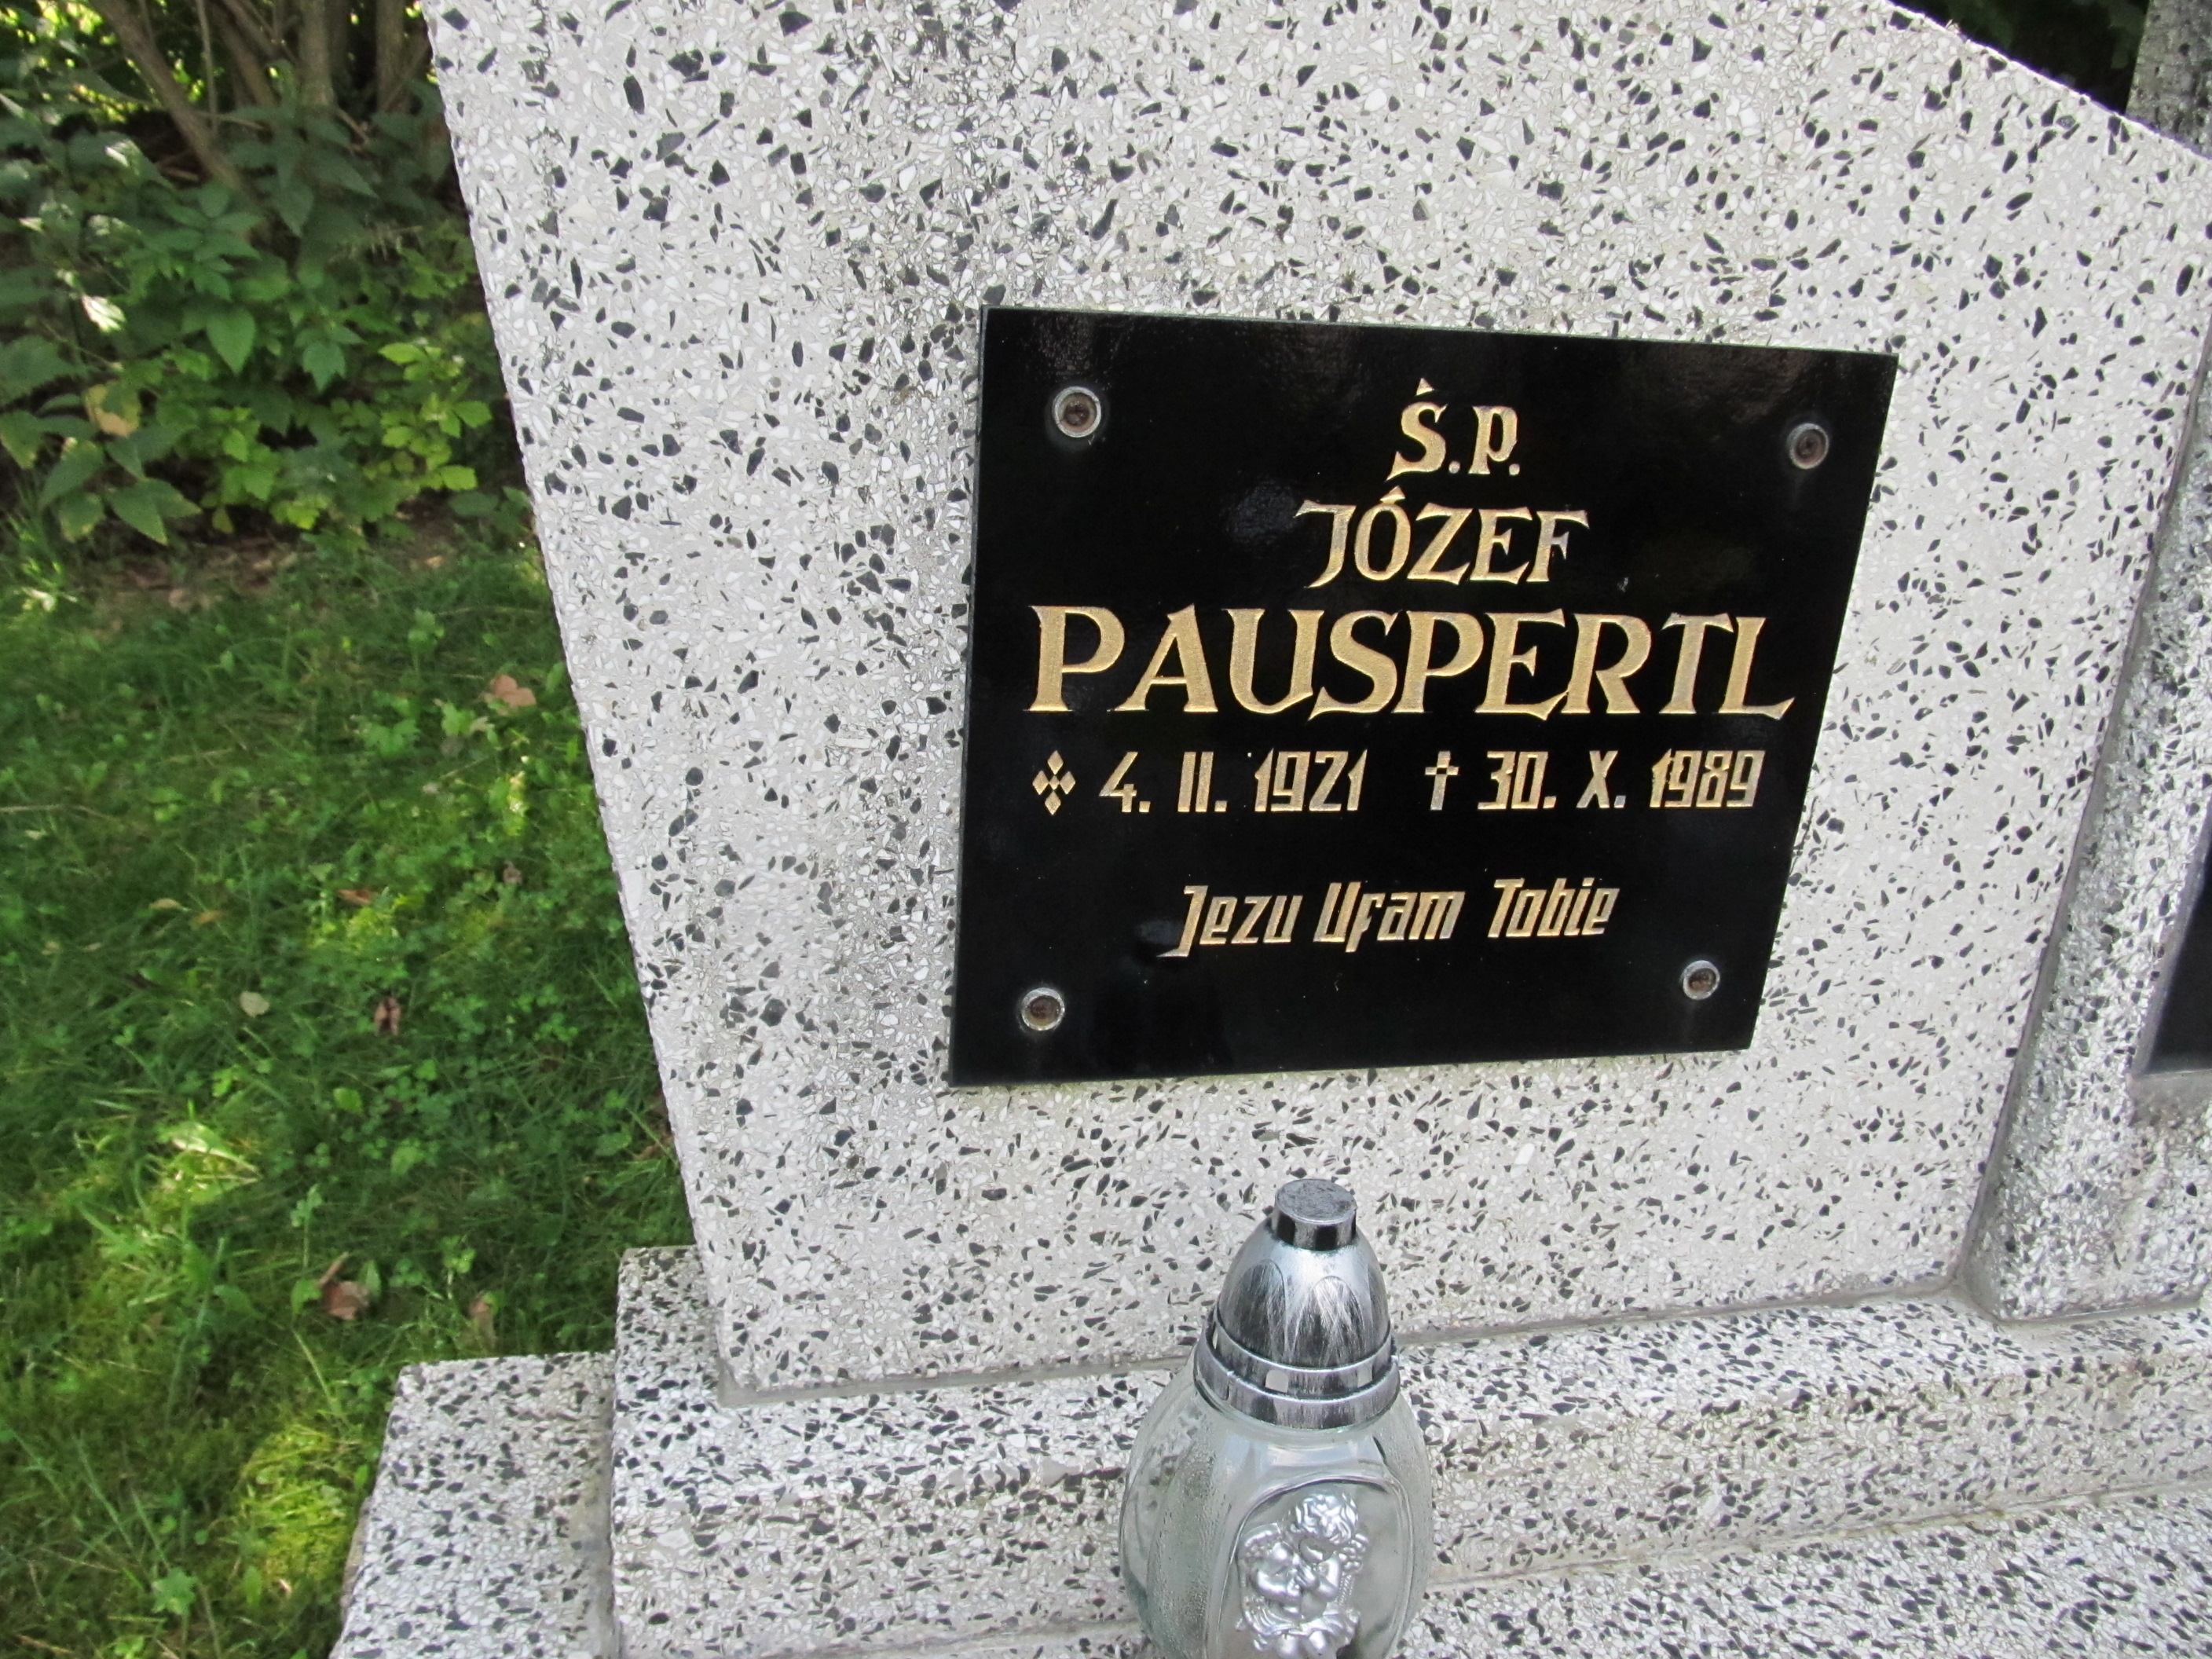 Ś.P.
JÓZEF
PAUSPERTL
4. II. 1921 † 30. X. 1989
Jezu Ufam Tobie